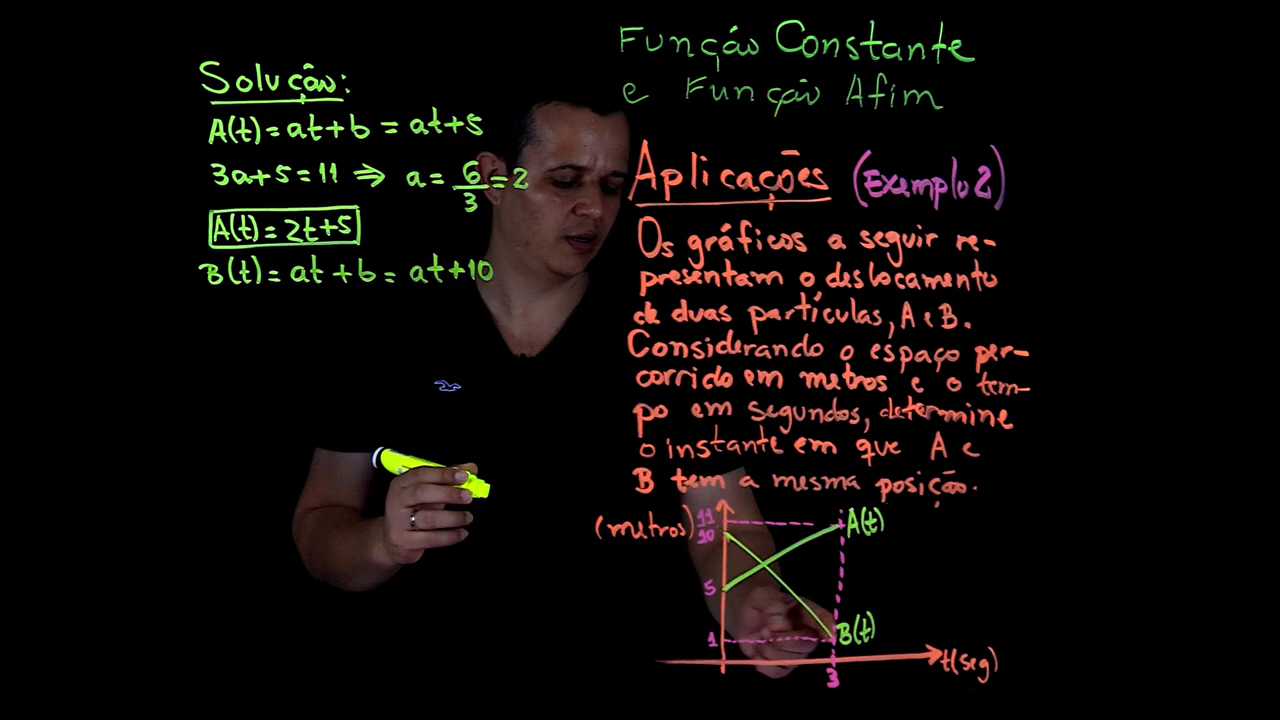 Função Constante
e Função Afim
Solução:
A(t) = at + b = at + 5
3a + 5 = 11 ⇒ a = 6/3 = 2
A(t) = 2t + 5
B(t) = at + b = at + 10
Aplicações (Exemplo 2)
Os gráficos a seguir re-
presentam o deslocamento
de duas partículas, A e B.
Considerando o espaço per-
corrido em metros e o tem-
po em segundos, determine
o instante em que A e
B tem a mesma posição.
(metros)
11
10
5
1
A(t)
B(t)
t(seg)
3